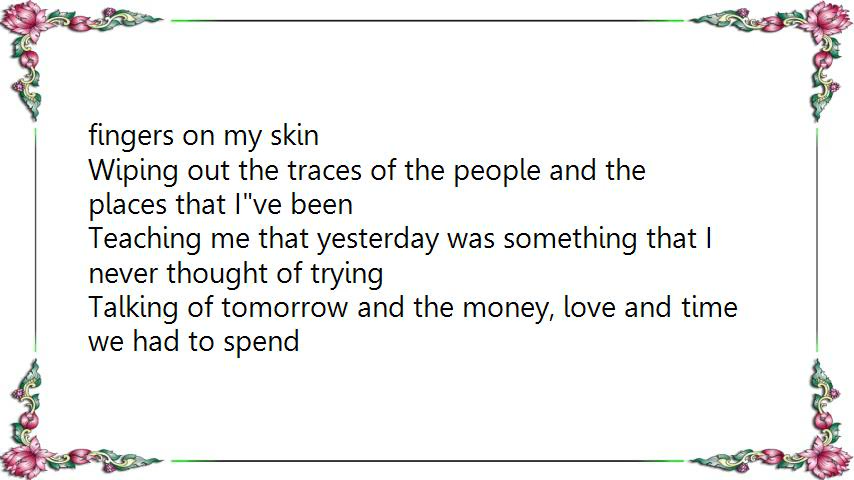 fingers on my skin
Wiping out the traces of the people and the
places that I"ve been
Teaching me that yesterday was something that I
never thought of trying
Talking of tomorrow and the money, love and time
we had to spend